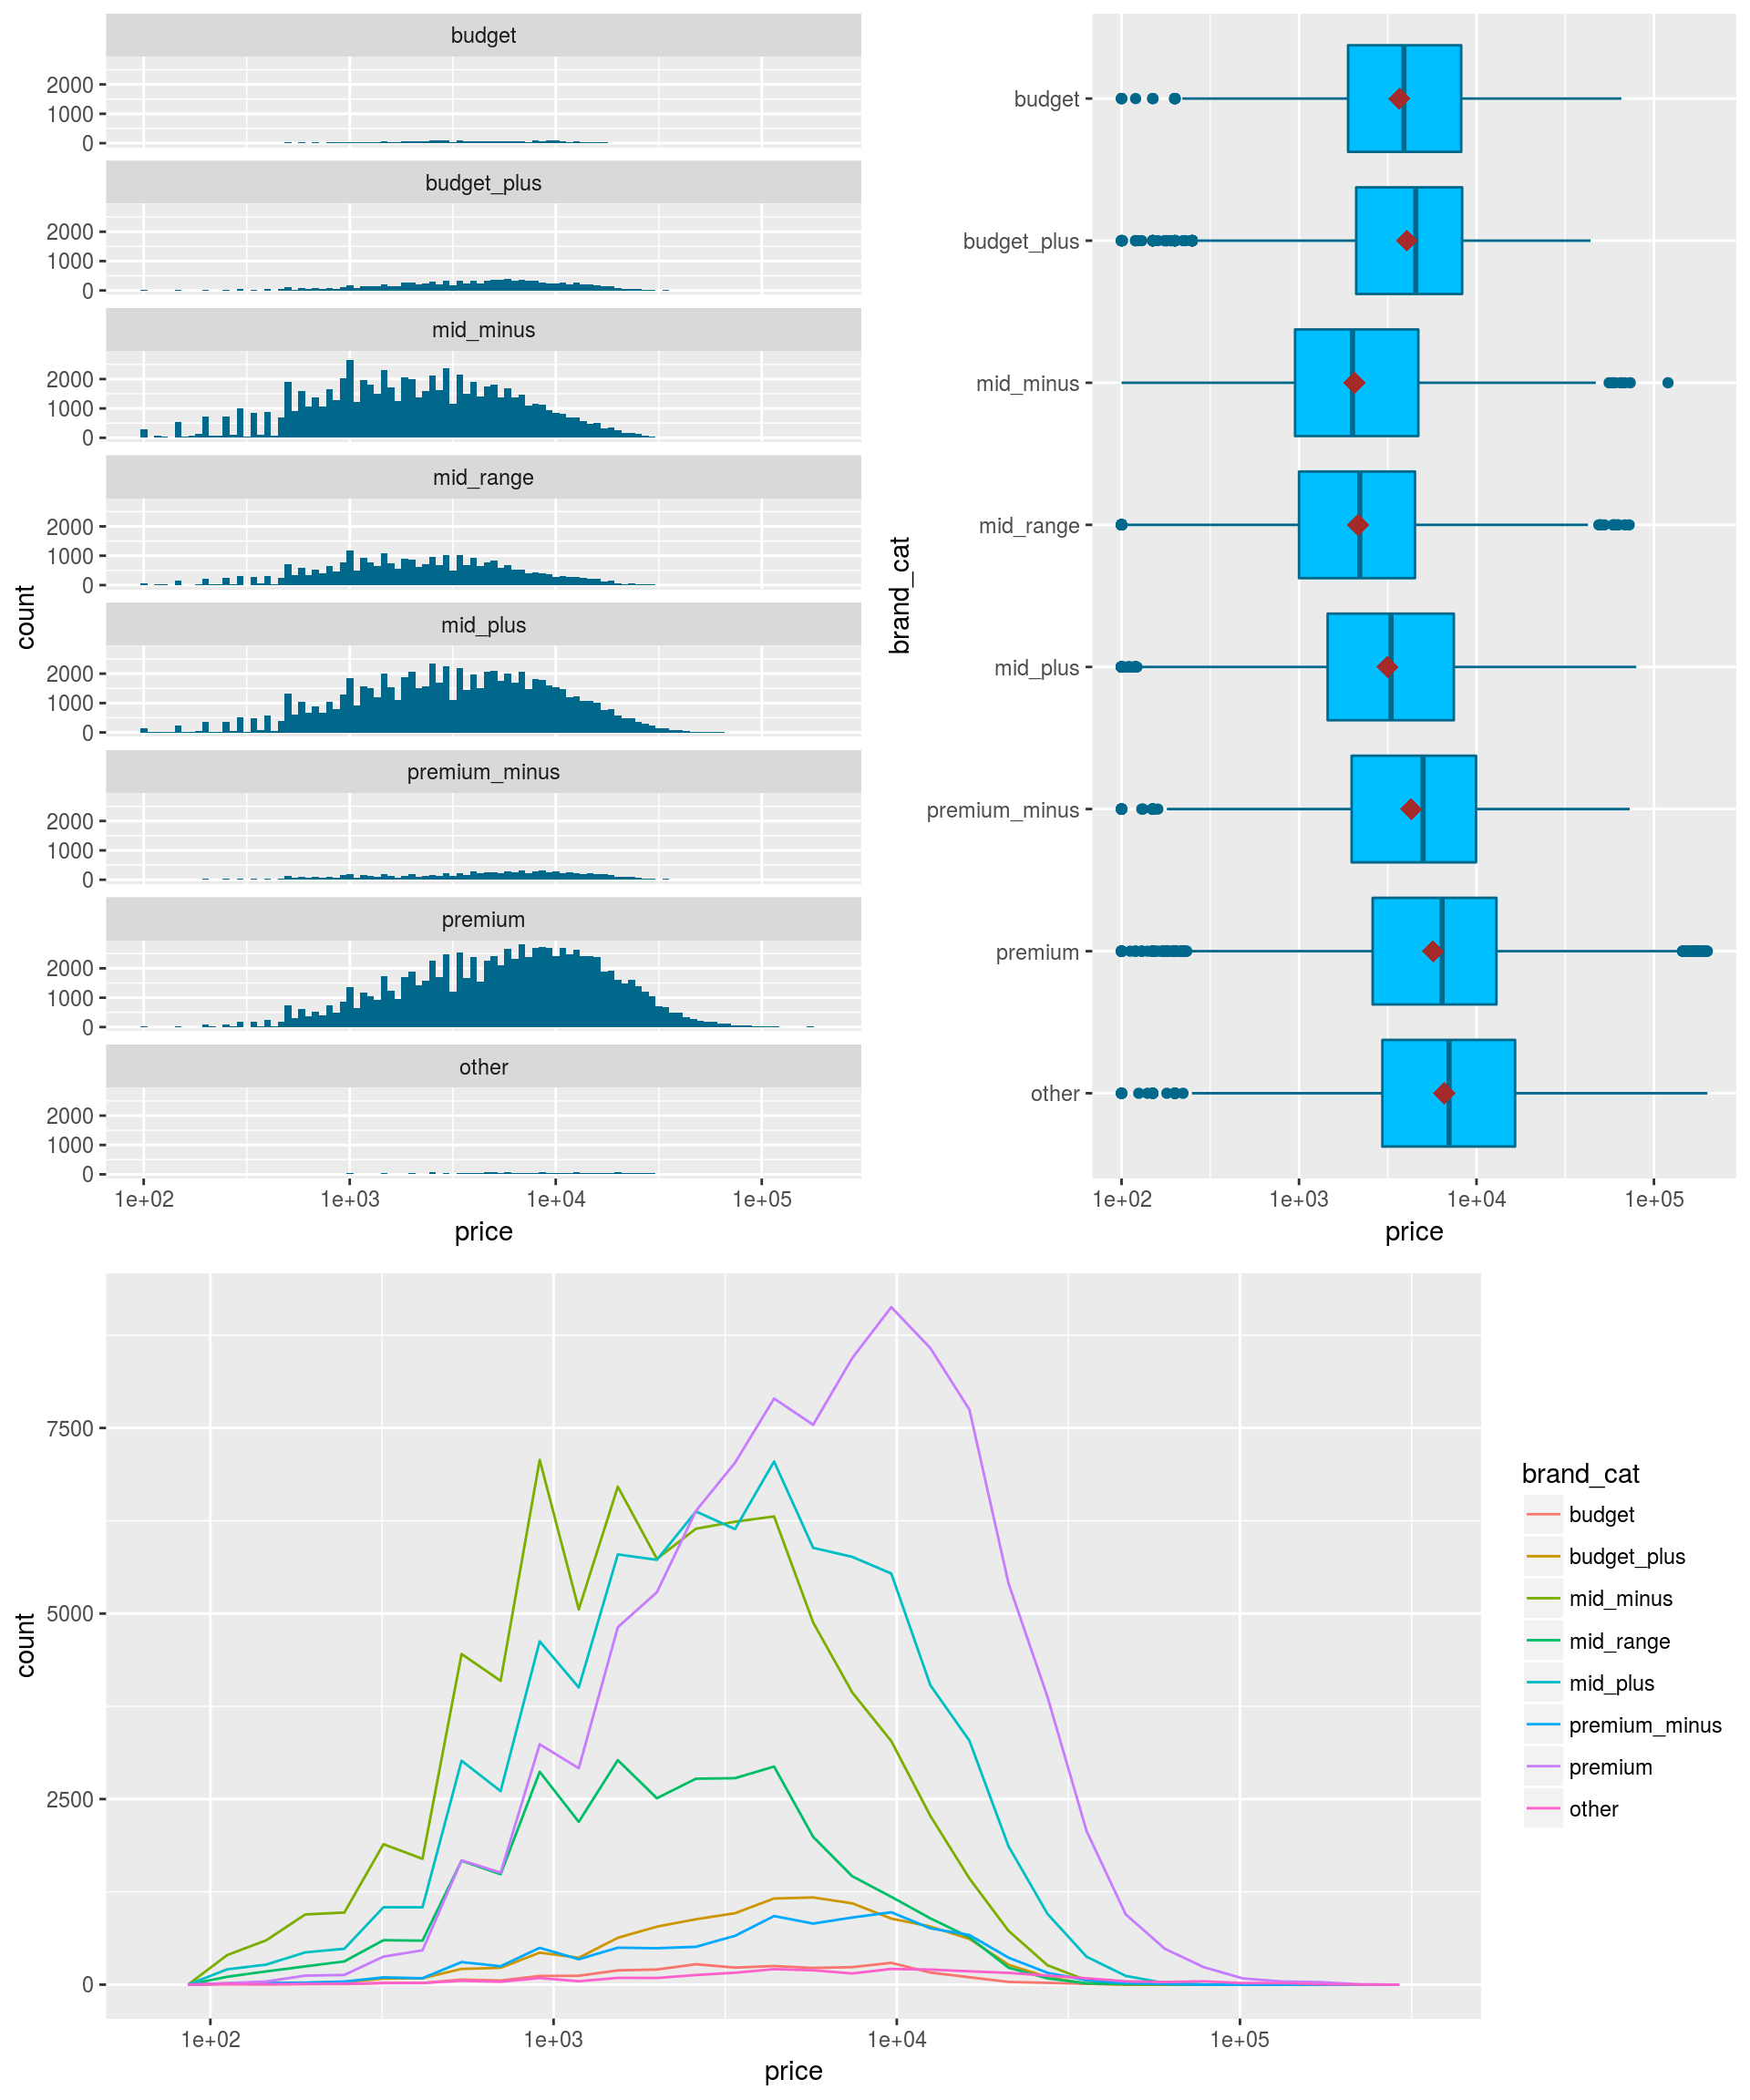 budget
2000
1000
0
budget_plus
2000
1000
0
mid_minus
2000
1000
0
mid_range
2000
1000
0
mid_plus
2000
1000
0
premium_minus
2000
1000
0
premium
2000
1000
0
other
2000
1000
0
count
1e+02 1e+03 1e+04 1e+05
price
brand_cat
budget
budget_plus
mid_minus
mid_range
mid_plus
premium_minus
premium
other
1e+02 1e+03 1e+04 1e+05
price
count
7500
5000
2500
0
1e+02 1e+03 1e+04 1e+05
price
brand_cat
budget
budget_plus
mid_minus
mid_range
mid_plus
premium_minus
premium
other